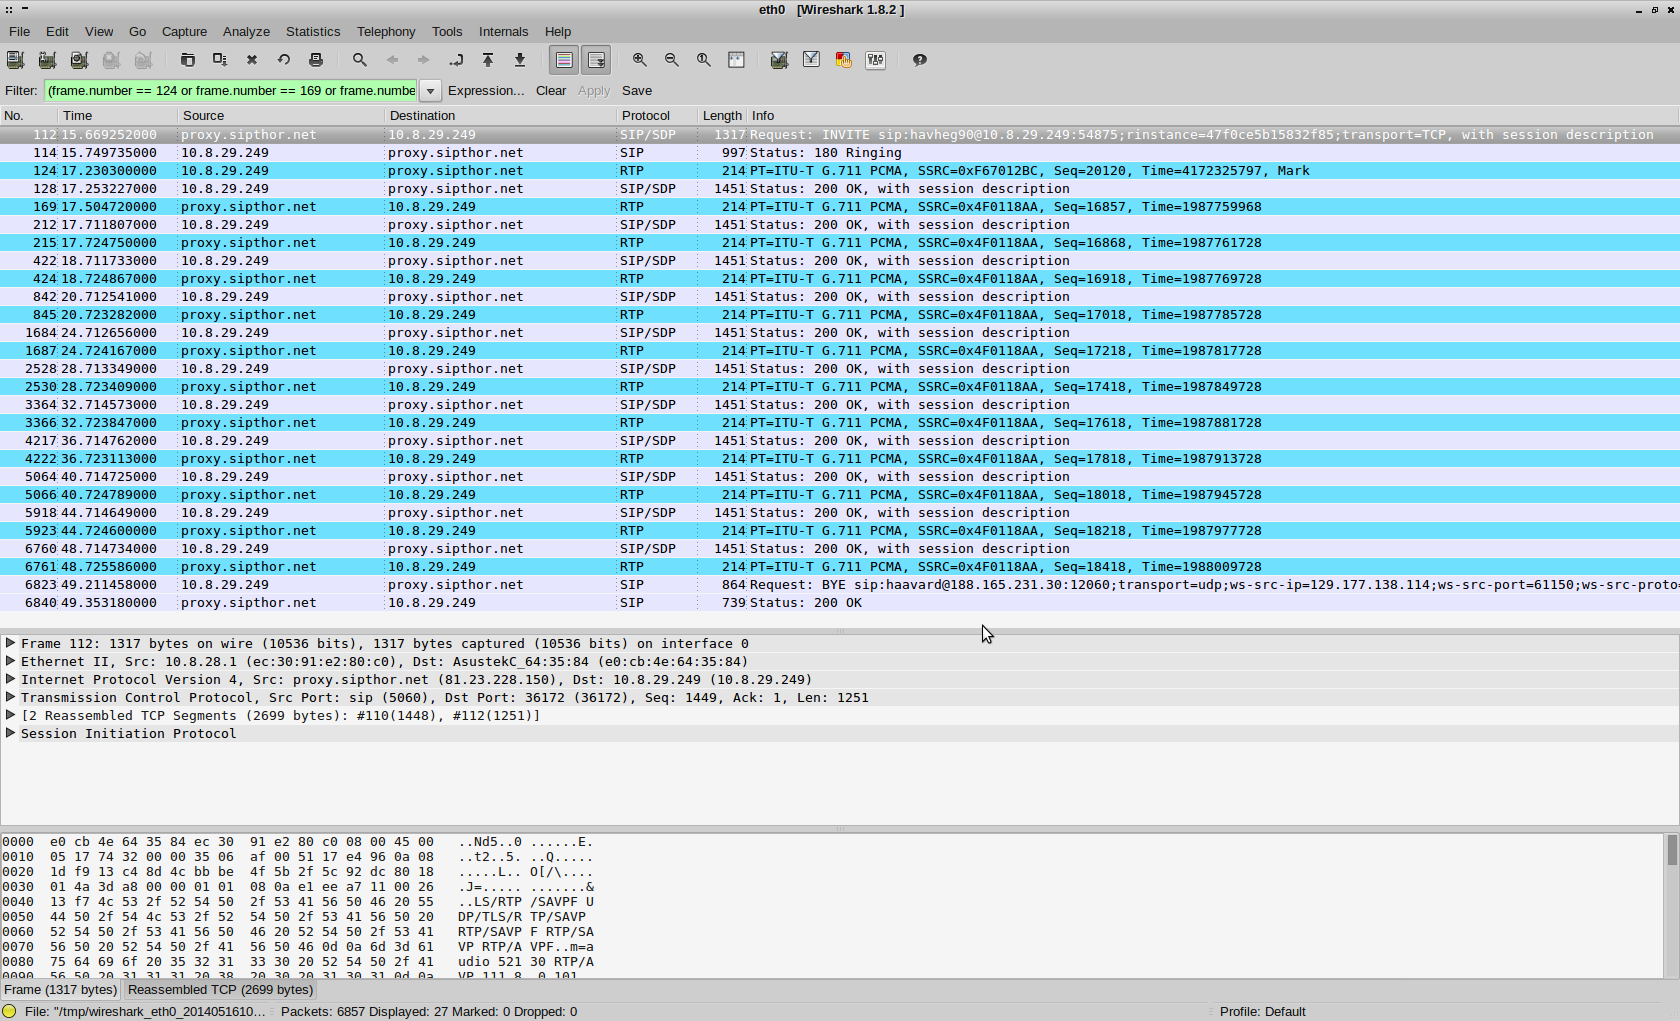 eth0   [Wireshark 1.8.2 ]
File Edit View Go Capture Analyze Statistics Telephony Tools Internals Help
Filter: (frame.number == 124 or frame.number == 169 or frame.numbe Expression... Clear Apply Save
No. Time Source Destination Protocol Length Info
112 15.669252000 proxy.sipthor.net 10.8.29.249 SIP/SDP 1317 Request: INVITE sip:havheg90@10.8.29.249:54875;rinstance=47f0ce5b15832f85;transport=TCP, with session description
114 15.749735000 10.8.29.249 proxy.sipthor.net SIP 997 Status: 180 Ringing
124 17.230300000 10.8.29.249 proxy.sipthor.net RTP 214 PT=ITU-T G.711 PCMA, SSRC=0xF67012BC, Seq=20120, Time=4172325797, Mark
128 17.253227000 10.8.29.249 proxy.sipthor.net SIP/SDP 1451 Status: 200 OK, with session description
169 17.504720000 proxy.sipthor.net 10.8.29.249 RTP 214 PT=ITU-T G.711 PCMA, SSRC=0x4F0118AA, Seq=16857, Time=1987759968
212 17.711807000 10.8.29.249 proxy.sipthor.net SIP/SDP 1451 Status: 200 OK, with session description
215 17.724750000 proxy.sipthor.net 10.8.29.249 RTP 214 PT=ITU-T G.711 PCMA, SSRC=0x4F0118AA, Seq=16868, Time=1987761728
422 18.711733000 10.8.29.249 proxy.sipthor.net SIP/SDP 1451 Status: 200 OK, with session description
424 18.724867000 proxy.sipthor.net 10.8.29.249 RTP 214 PT=ITU-T G.711 PCMA, SSRC=0x4F0118AA, Seq=16918, Time=1987769728
842 20.712541000 10.8.29.249 proxy.sipthor.net SIP/SDP 1451 Status: 200 OK, with session description
845 20.723282000 proxy.sipthor.net 10.8.29.249 RTP 214 PT=ITU-T G.711 PCMA, SSRC=0x4F0118AA, Seq=17018, Time=1987785728
1684 24.712656000 10.8.29.249 proxy.sipthor.net SIP/SDP 1451 Status: 200 OK, with session description
1687 24.724167000 proxy.sipthor.net 10.8.29.249 RTP 214 PT=ITU-T G.711 PCMA, SSRC=0x4F0118AA, Seq=17218, Time=1987817728
2528 28.713349000 10.8.29.249 proxy.sipthor.net SIP/SDP 1451 Status: 200 OK, with session description
2530 28.723409000 proxy.sipthor.net 10.8.29.249 RTP 214 PT=ITU-T G.711 PCMA, SSRC=0x4F0118AA, Seq=17418, Time=1987849728
3364 32.714573000 10.8.29.249 proxy.sipthor.net SIP/SDP 1451 Status: 200 OK, with session description
3366 32.723847000 proxy.sipthor.net 10.8.29.249 RTP 214 PT=ITU-T G.711 PCMA, SSRC=0x4F0118AA, Seq=17618, Time=1987881728
4217 36.714762000 10.8.29.249 proxy.sipthor.net SIP/SDP 1451 Status: 200 OK, with session description
4222 36.723113000 proxy.sipthor.net 10.8.29.249 RTP 214 PT=ITU-T G.711 PCMA, SSRC=0x4F0118AA, Seq=17818, Time=1987913728
5064 40.714725000 10.8.29.249 proxy.sipthor.net SIP/SDP 1451 Status: 200 OK, with session description
5066 40.724789000 proxy.sipthor.net 10.8.29.249 RTP 214 PT=ITU-T G.711 PCMA, SSRC=0x4F0118AA, Seq=18018, Time=1987945728
5918 44.714649000 10.8.29.249 proxy.sipthor.net SIP/SDP 1451 Status: 200 OK, with session description
5923 44.724600000 proxy.sipthor.net 10.8.29.249 RTP 214 PT=ITU-T G.711 PCMA, SSRC=0x4F0118AA, Seq=18218, Time=1987977728
6760 48.714734000 10.8.29.249 proxy.sipthor.net SIP/SDP 1451 Status: 200 OK, with session description
6761 48.725586000 proxy.sipthor.net 10.8.29.249 RTP 214 PT=ITU-T G.711 PCMA, SSRC=0x4F0118AA, Seq=18418, Time=1988009728
6823 49.211458000 10.8.29.249 proxy.sipthor.net SIP 864 Request: BYE sip:haavard@188.165.231.30:12060;transport=udp;ws-src-ip=129.177.138.114;ws-src-port=61150;ws-src-proto=
6840 49.353180000 proxy.sipthor.net 10.8.29.249 SIP 739 Status: 200 OK
Frame 112: 1317 bytes on wire (10536 bits), 1317 bytes captured (10536 bits) on interface 0
Ethernet II, Src: 10.8.28.1 (ec:30:91:e2:80:c0), Dst: AsustekC_64:35:84 (e0:cb:4e:64:35:84)
Internet Protocol Version 4, Src: proxy.sipthor.net (81.23.228.150), Dst: 10.8.29.249 (10.8.29.249)
Transmission Control Protocol, Src Port: sip (5060), Dst Port: 36172 (36172), Seq: 1449, Ack: 1, Len: 1251
[2 Reassembled TCP Segments (2699 bytes): #110(1448), #112(1251)]
Session Initiation Protocol
0000  e0 cb 4e 64 35 84 ec 30  91 e2 80 c0 08 00 45 00   ..Nd5..0 ......E.
0010  05 17 74 32 00 00 35 06  af 00 51 17 e4 96 0a 08   ..t2..5. ..Q.....
0020  1d f9 13 c4 8d 4c bb be  4f 5b 2f 5c 92 dc 80 18   .....L.. O[/\....
0030  01 4a 3d a8 00 00 01 01  08 0a e1 ee a7 11 00 26   .J=..... .......&
0040  13 f7 4c 53 2f 52 54 50  2f 53 41 56 50 46 20 55   ..LS/RTP /SAVPF U
0050  44 50 2f 54 4c 53 2f 52  54 50 2f 53 41 56 50 20   DP/TLS/R TP/SAVP
0060  52 54 50 2f 53 41 56 50  46 20 52 54 50 2f 53 41   RTP/SAVP F RTP/SA
0070  56 50 20 52 54 50 2f 41  56 50 46 0d 0a 6d 3d 61   VP RTP/A VPF..m=a
0080  75 64 69 6f 20 35 32 31  33 30 20 52 54 50 2f 41   udio 521 30 RTP/A
0090  56 50 20 31 31 31 20 38  20 30 20 31 30 31 0d 0a   VP 111 8  0 101..
Frame (1317 bytes) Reassembled TCP (2699 bytes)
File: "/tmp/wireshark_eth0_2014051610... Packets: 6857 Displayed: 27 Marked: 0 Dropped: 0 Profile: Default